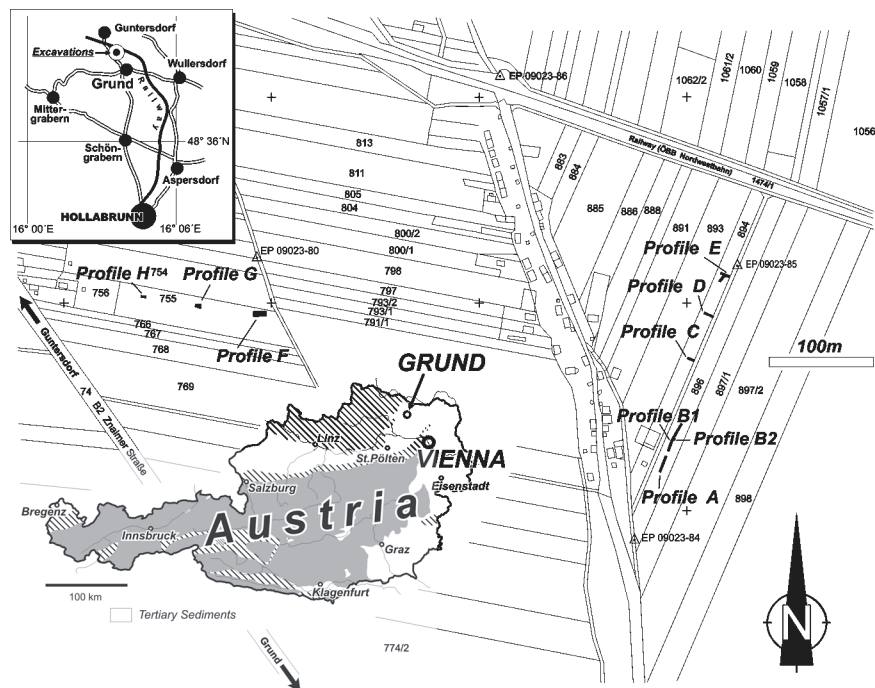 Guntersdorf
Excavations
Wullersdorf
Grund
Railway
Mitter-
grabern
48° 36'N
Schön-
grabern
Aspersdorf
HOLLABRUNN
16° 00'E
16° 06'E
EP 09023-86
1062/2
1061/2
1060
1059
1058
1057/1
1056
813
811
805
804
800/2
800/1
798
797
793/2
793/1
791/1
883
884
885
886
888
891
893
894
Railway (ÖBB Nordwestbahn)
1474/1
EP 09023-80
Profile H
754
Profile G
756
755
766
767
768
769
Profile F
Profile E
EP 09023-85
Profile D
Profile C
100m
896
897/1
897/2
Profile B1
Profile B2
Profile A
898
EP 09023-84
Guntersdorf
74
B2 Znaimer Straße
GRUND
Linz
St.Pölten
VIENNA
Eisenstadt
Salzburg
Bregenz
Innsbruck
Austria
Graz
Klagenfurt
100 km
Tertiary Sediments
Grund
774/2
N